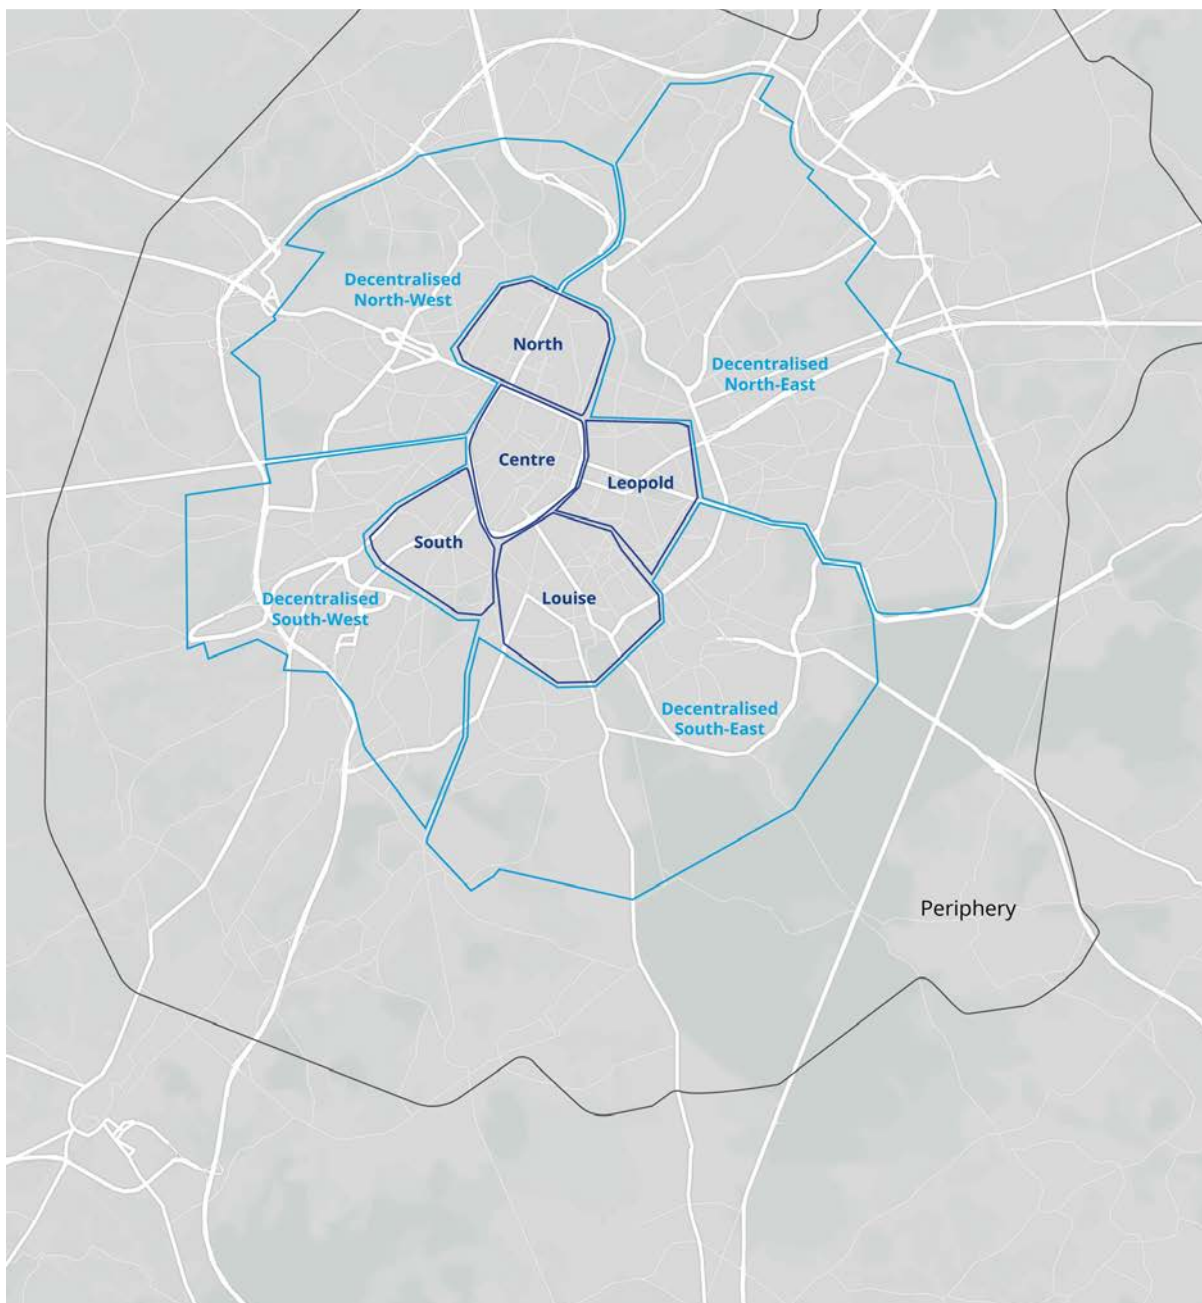 Decentralised
North-West
North
Decentralised
North-East
Centre
Leopold
South
Louise
Decentralised
South-West
Decentralised
South-East
Periphery